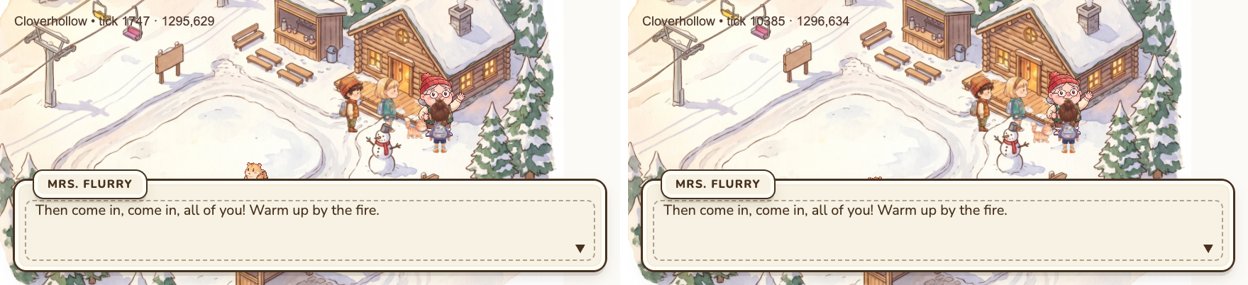 Cloverhollow • tick 1747 · 1295,629
MRS. FLURRY
Then come in, come in, all of you! Warm up by the fire.
Cloverhollow • tick 10385 · 1296,634
MRS. FLURRY
Then come in, come in, all of you! Warm up by the fire.